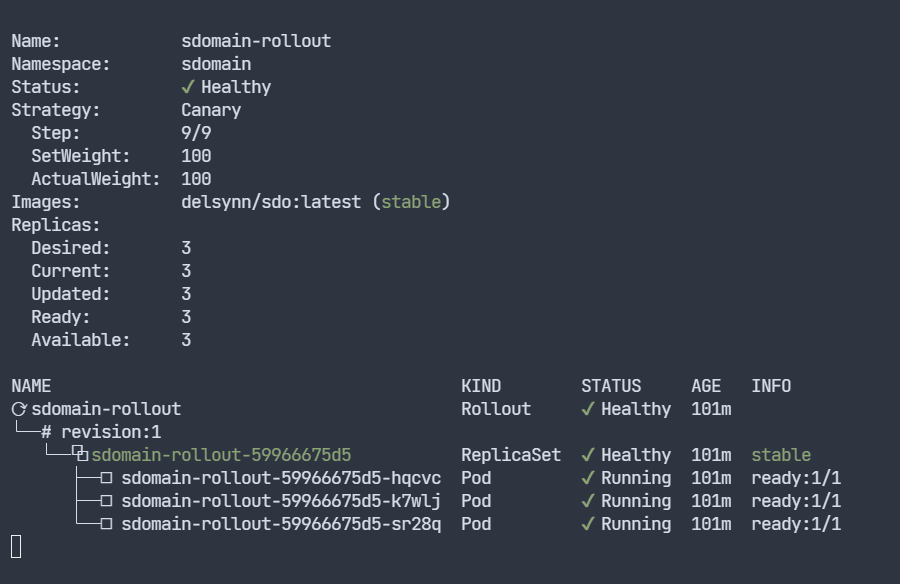 Name:            sdomain-rollout
Namespace:       sdomain
Status:          ✓ Healthy
Strategy:        Canary
  Step:          9/9
  SetWeight:     100
  ActualWeight:  100
Images:          delsynn/sdo:latest (stable)
Replicas:
  Desired:       3
  Current:       3
  Updated:       3
  Ready:         3
  Available:     3
NAME                                         KIND        STATUS     AGE   INFO
⟳ sdomain-rollout                            Rollout     ✓ Healthy  101m
└──# revision:1
   └──⧉ sdomain-rollout-59966675d5           ReplicaSet  ✓ Healthy  101m  stable
      ├──□ sdomain-rollout-59966675d5-hqcvc  Pod         ✓ Running  101m  ready:1/1
      ├──□ sdomain-rollout-59966675d5-k7wlj  Pod         ✓ Running  101m  ready:1/1
      └──□ sdomain-rollout-59966675d5-sr28q  Pod         ✓ Running  101m  ready:1/1